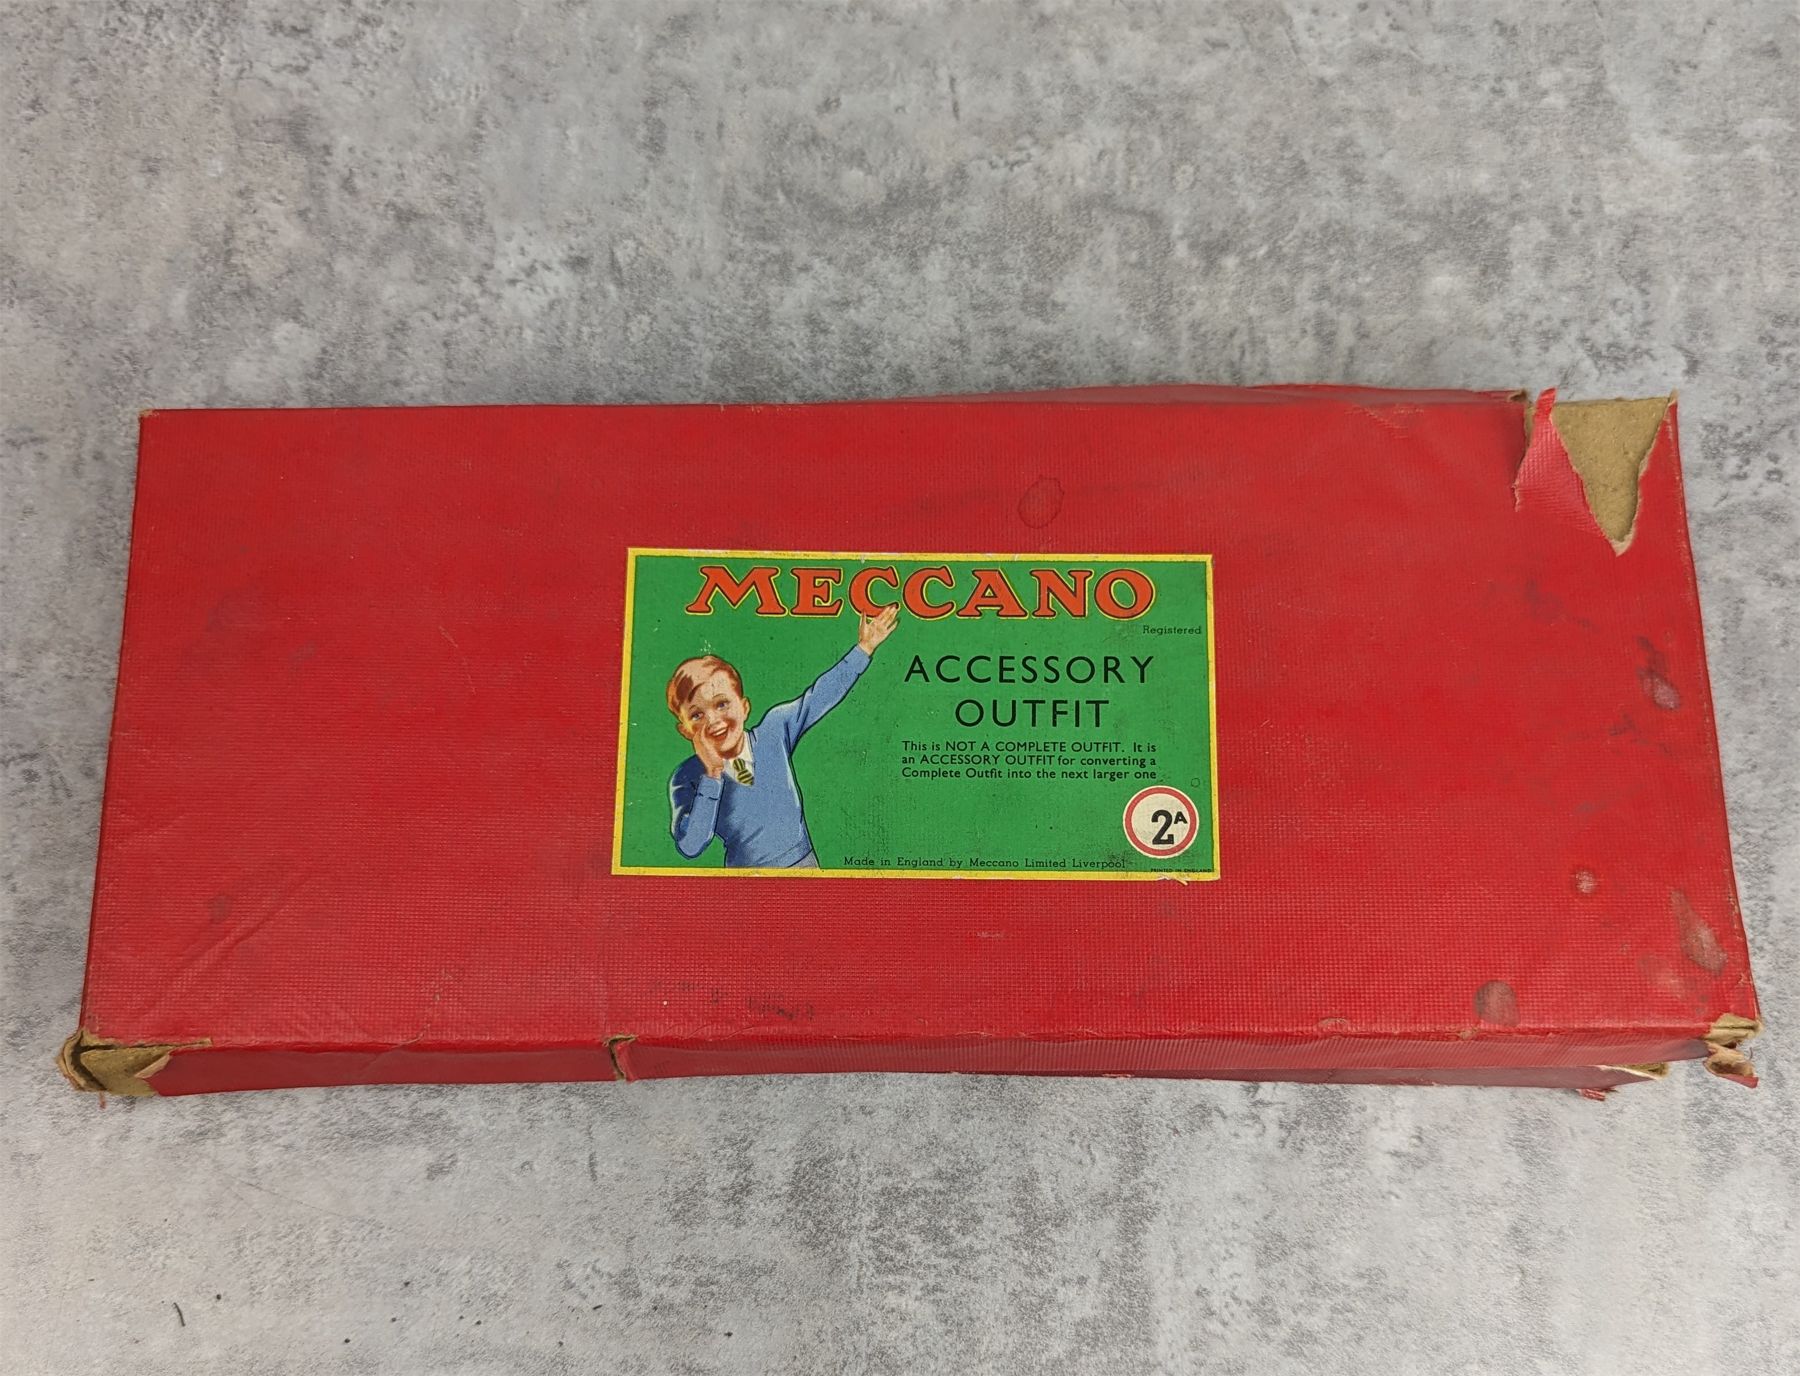 MECCANO
Registered
ACCESSORY
OUTFIT
This is NOT A COMPLETE OUTFIT. It is
an ACCESSORY OUTFIT for converting a
Complete Outfit into the next larger one
2A
Made in England by Meccano Limited Liverpool
PRINTED IN ENGLAND